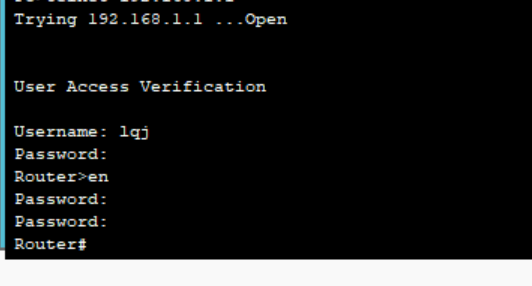 Trying 192.168.1.1 ...Open
User Access Verification
Username: lqj
Password:
Router>en
Password:
Password:
Router#